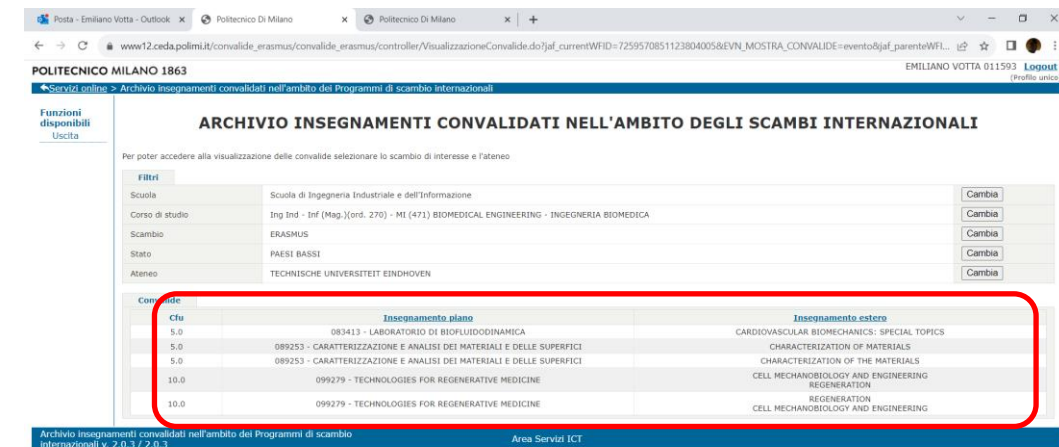 Posta - Emiliano Votta - Outlook
Politecnico Di Milano
Politecnico Di Milano
www12.ceda.polimi.it/convalide_erasmus/convalide_erasmus/controller/VisualizzazioneConvalide.do?jaf_currentWFID=7259570851123804005&EVN_MOSTRA_CONVALIDE=evento&jaf_parenteWFI...
POLITECNICO MILANO 1863
EMILIANO VOTTA 011593 Logout
(Profilo unico
Servizi online > Archivio insegnamenti convalidati nell'ambito dei Programmi di scambio internazionali
Funzioni
disponibili
Uscita
ARCHIVIO INSEGNAMENTI CONVALIDATI NELL'AMBITO DEGLI SCAMBI INTERNAZIONALI
Per poter accedere alla visualizzazione delle convalide selezionare lo scambio di interesse e l'ateneo
Filtri
Scuola Scuola di Ingegneria Industriale e dell'Informazione Cambia
Corso di studio Ing Ind - Inf (Mag.)(ord. 270) - MI (471) BIOMEDICAL ENGINEERING - INGEGNERIA BIOMEDICA Cambia
Scambio ERASMUS Cambia
Stato PAESI BASSI Cambia
Ateneo TECHNISCHE UNIVERSITEIT EINDHOVEN Cambia
Convalide
Cfu Insegnamento piano Insegnamento estero
5.0 083413 - LABORATORIO DI BIOFLUIDODINAMICA CARDIOVASCULAR BIOMECHANICS: SPECIAL TOPICS
5.0 089253 - CARATTERIZZAZIONE E ANALISI DEI MATERIALI E DELLE SUPERFICI CHARACTERIZATION OF MATERIALS
5.0 089253 - CARATTERIZZAZIONE E ANALISI DEI MATERIALI E DELLE SUPERFICI CHARACTERIZATION OF THE MATERIALS
10.0 099279 - TECHNOLOGIES FOR REGENERATIVE MEDICINE CELL MECHANOBIOLOGY AND ENGINEERING
REGENERATION
10.0 099279 - TECHNOLOGIES FOR REGENERATIVE MEDICINE REGENERATION
CELL MECHANOBIOLOGY AND ENGINEERING
Archivio insegnamenti convalidati nell'ambito dei Programmi di scambio
internazionali v. 2.0.3 / 2.0.3
Area Servizi ICT